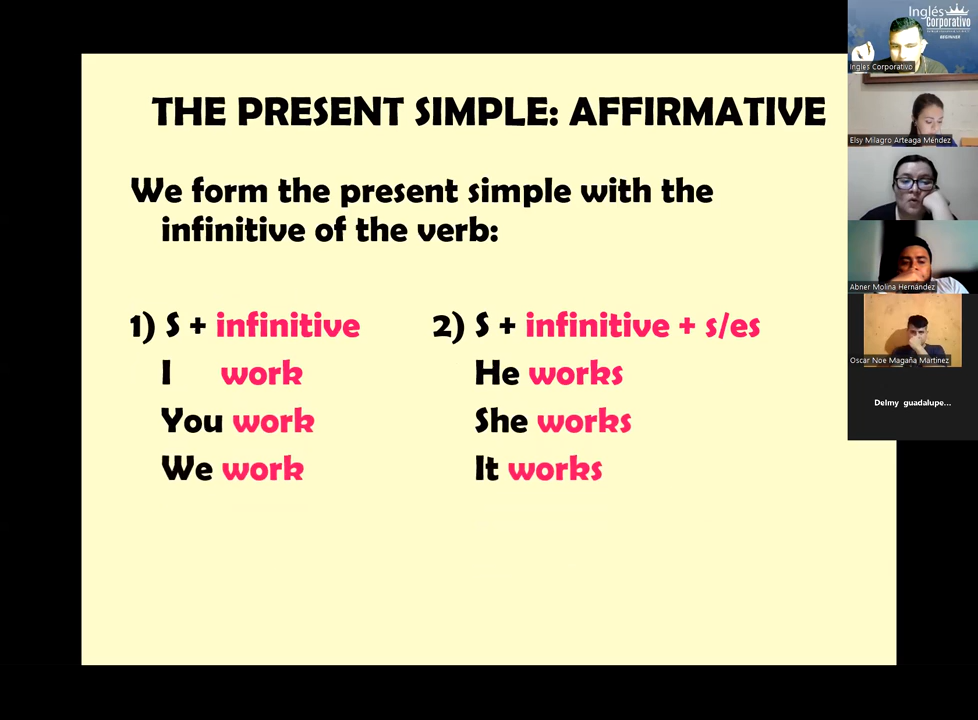 THE PRESENT SIMPLE: AFFIRMATIVE
We form the present simple with the
infinitive of the verb:
1) S + infinitive
I work
You work
We work
2) S + infinitive + s/es
He works
She works
It works
Inglés
Corporativo
BEGINNER
Inglés Corporativo
Elsy Milagro Arteaga Méndez
Abner Molina Hernández
Oscar Noe Magaña Martinez
Delmy guadalupe...